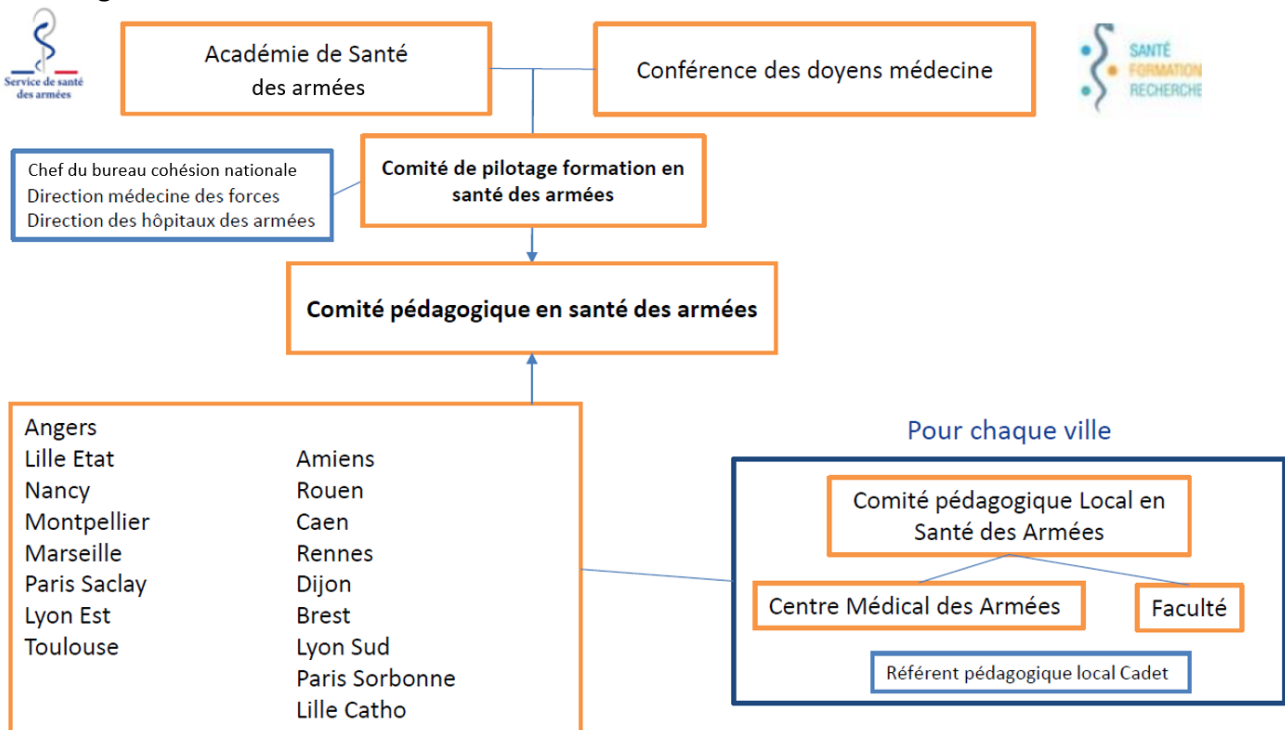 Service de santé
des armées
Académie de Santé
des armées
Conférence des doyens médecine
SANTÉ
FORMATION
RECHERCHE
Chef du bureau cohésion nationale
Direction médecine des forces
Direction des hôpitaux des armées
Comité de pilotage formation en
santé des armées
Comité pédagogique en santé des armées
Angers
Lille Etat
Nancy
Montpellier
Marseille
Paris Saclay
Lyon Est
Toulouse
Amiens
Rouen
Caen
Rennes
Dijon
Brest
Lyon Sud
Paris Sorbonne
Lille Catho
Pour chaque ville
Comité pédagogique Local en
Santé des Armées
Centre Médical des Armées
Faculté
Référent pédagogique local Cadet